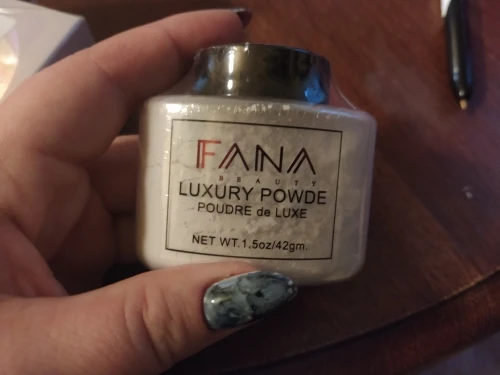 FANA
BEAUTY
LUXURY POWDE
POUDRE de LUXE
NET WT.1.5oz/42gm.